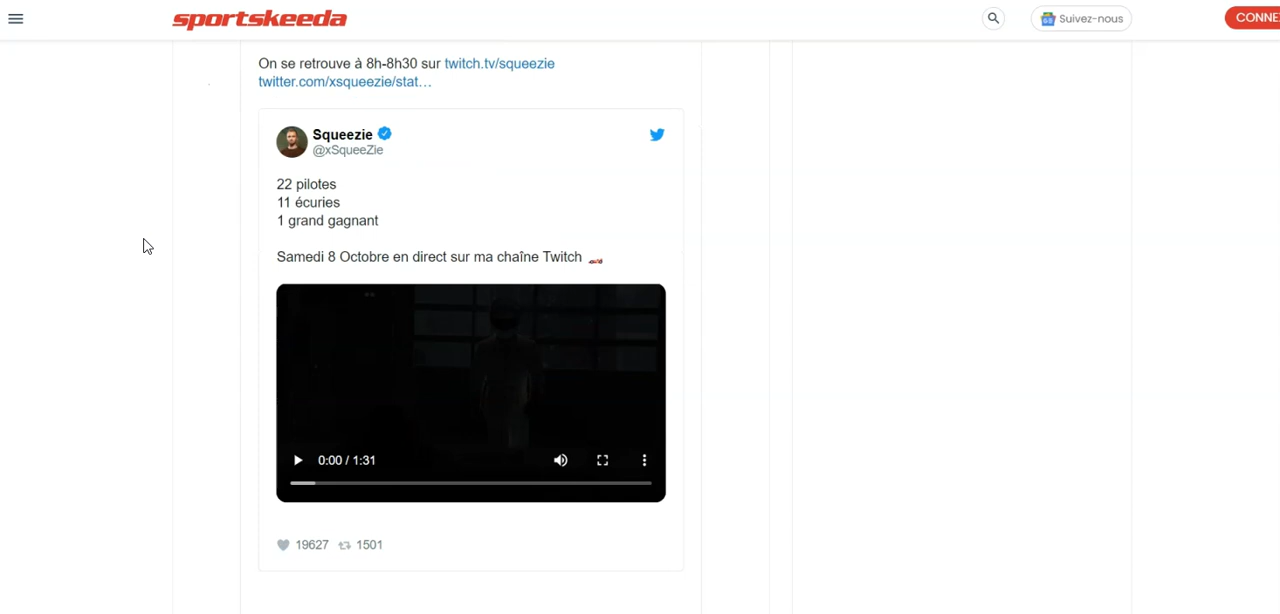 sportskeeda
Suivez-nous
CONNE
On se retrouve à 8h-8h30 sur twitch.tv/squeezie
twitter.com/xsqueezie/stat…
Squeezie
@xSqueeZie
22 pilotes
11 écuries
1 grand gagnant
Samedi 8 Octobre en direct sur ma chaîne Twitch 🏎️
0:00 / 1:31
19627 1501